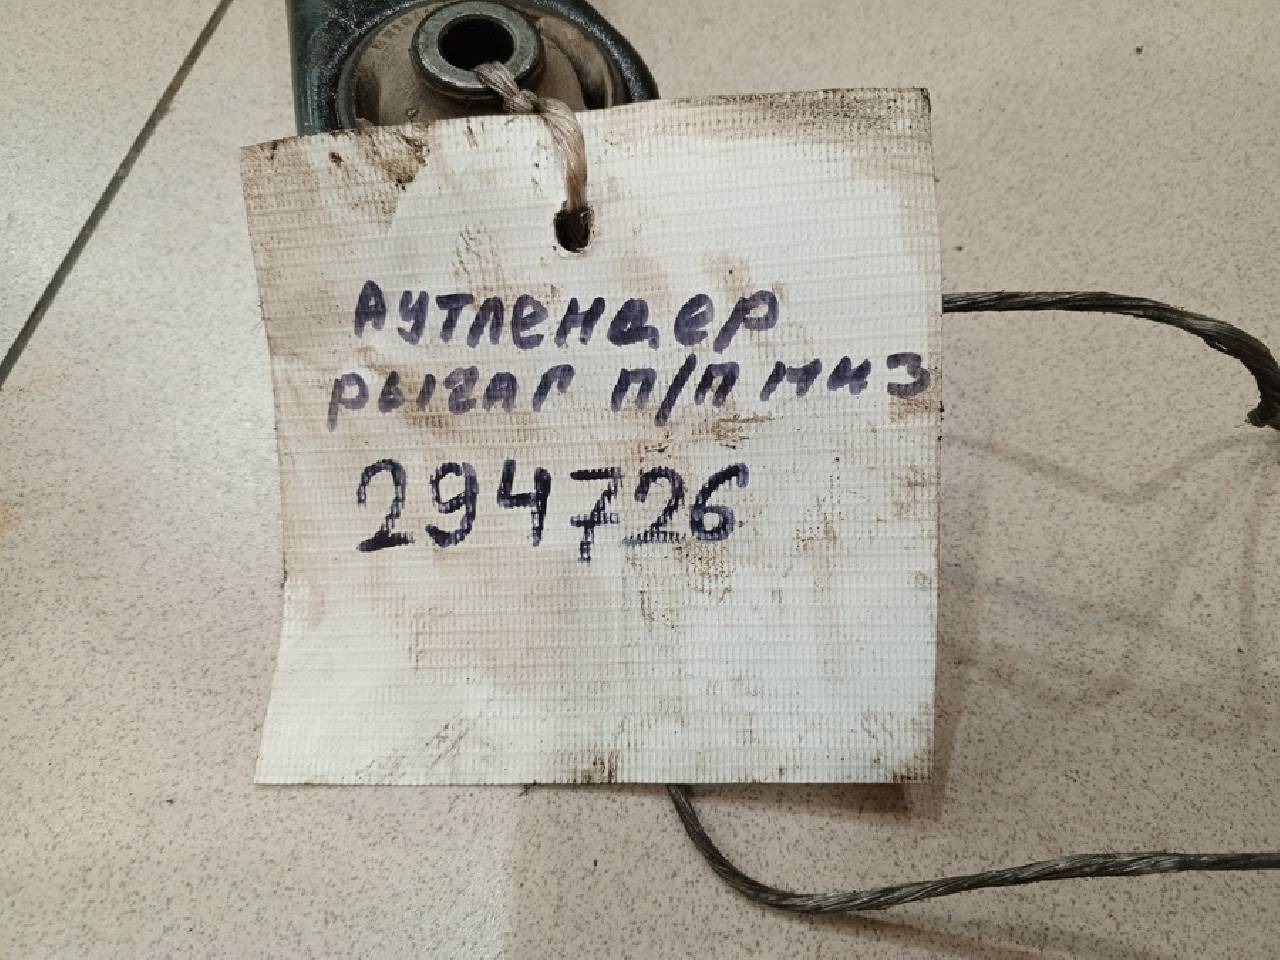 Аутлендер
рычаг п/п низ
294726